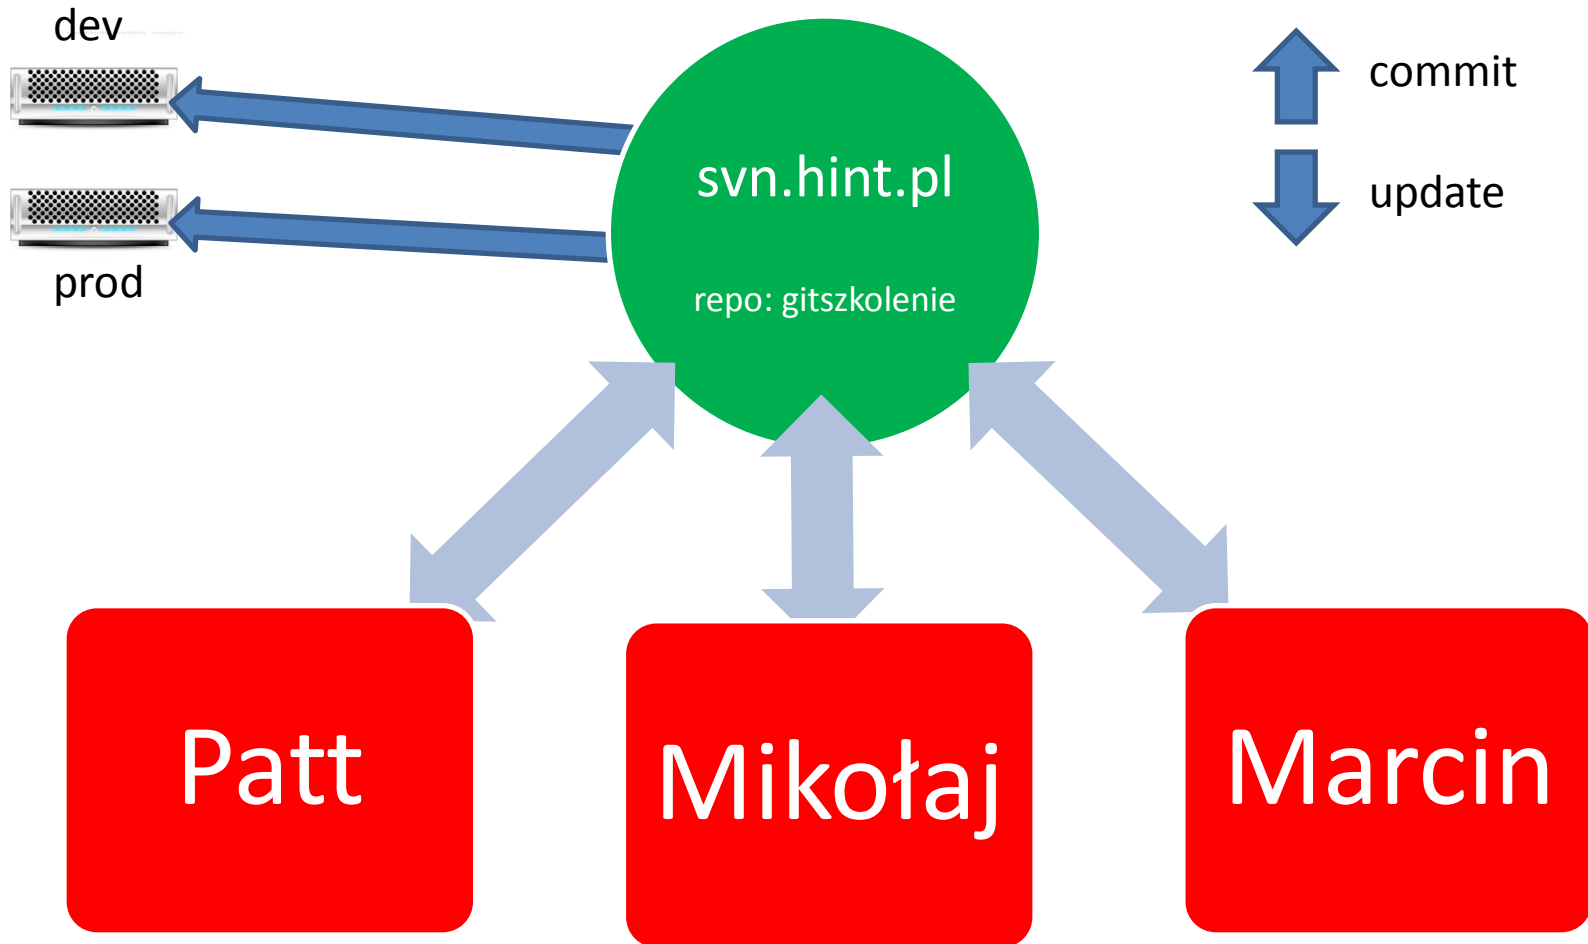 dev
prod
svn.hint.pl
repo: gitszkolenie
commit
update
Patt
Mikołaj
Marcin